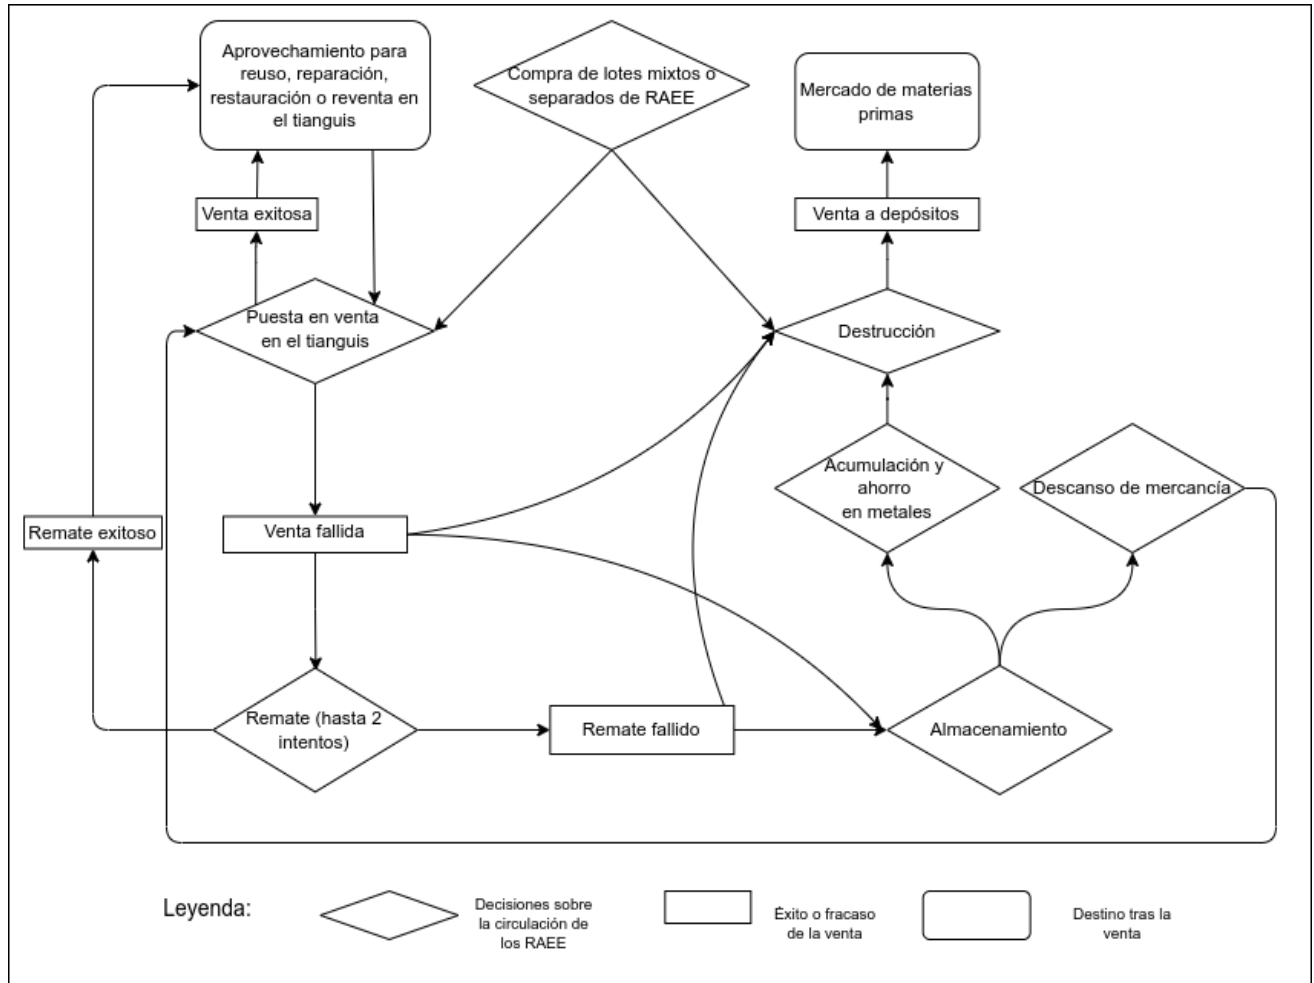 Aprovechamiento para
reuso, reparación,
restauración o reventa en
el tianguis
Compra de lotes mixtos o
separados de RAEE
Mercado de materias
primas
Venta exitosa
Venta a depósitos
Puesta en venta
en el tianguis
Destrucción
Acumulación y
ahorro
en metales
Descanso de mercancía
Remate exitoso
Venta fallida
Remate (hasta 2
intentos)
Remate fallido
Almacenamiento
Leyenda:
Decisiones sobre
la circulación de
los RAEE
Éxito o fracaso
de la venta
Destino tras la
venta